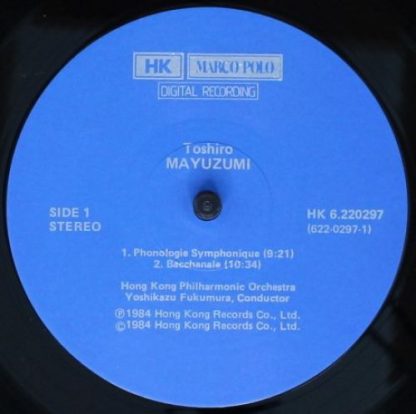 HK MARCO POLO
DIGITAL RECORDING
Toshiro
MAYUZUMI
SIDE 1
STEREO
HK 6.220297
(622-0297-1)
1. Phonologie Symphonique (9:21)
2. Bacchanale (10:34)
Hong Kong Philharmonic Orchestra
Yoshikazu Fukumura, Conductor
℗1984 Hong Kong Records Co., Ltd.
©1984 Hong Kong Records Co., Ltd.